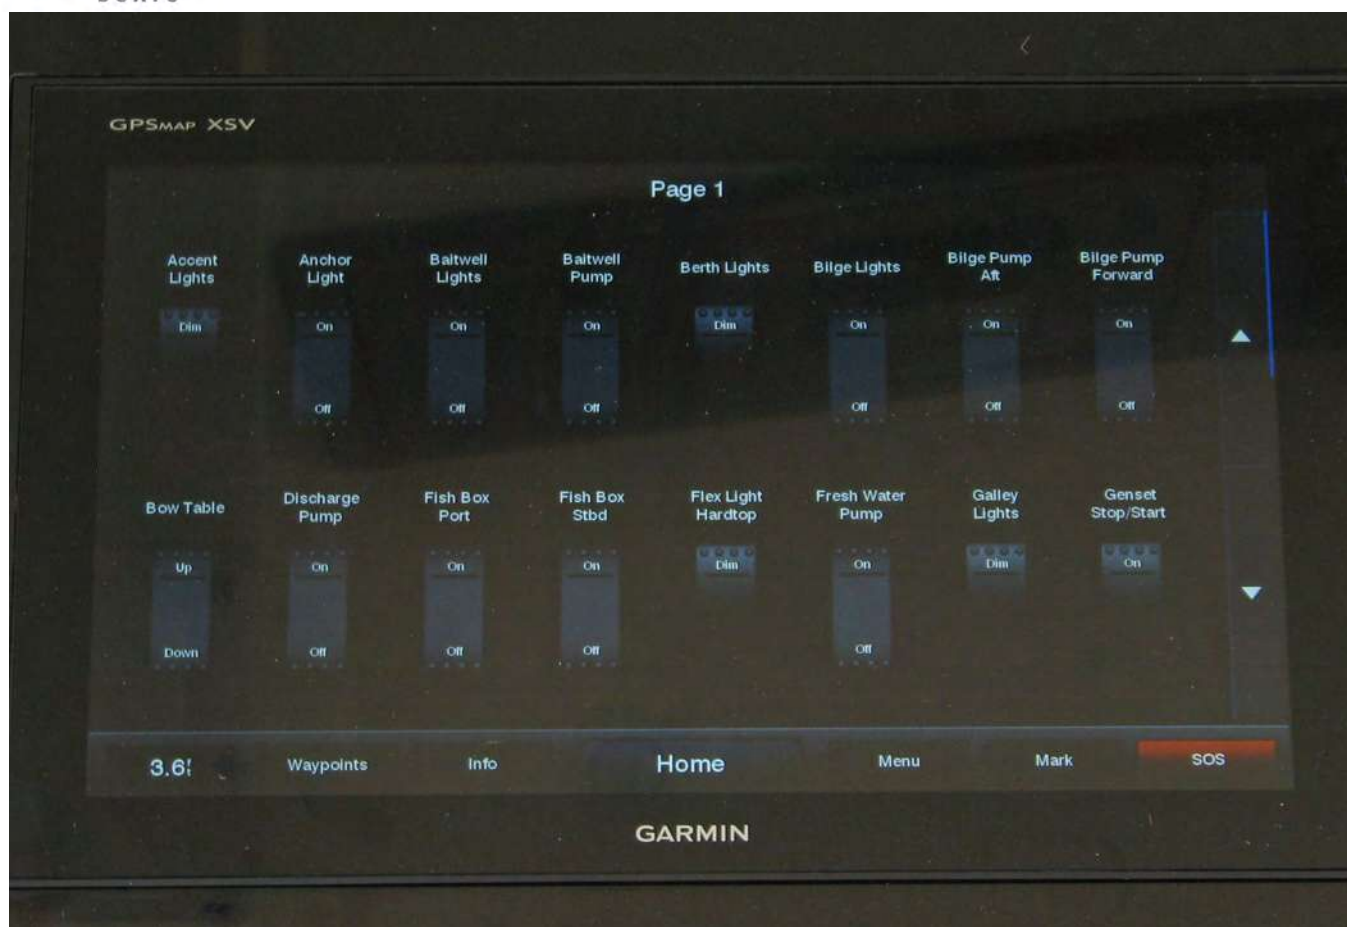 GPSMAP XSV
Page 1
Accent Lights
Anchor Light
Baitwell Lights
Baitwell Pump
Berth Lights
Bilge Lights
Bilge Pump Aft
Bilge Pump Forward
Dim
On
On
On
Dim
On
On
On
Off
Off
Off
Off
Off
Off
Bow Table
Discharge Pump
Fish Box Port
Fish Box Stbd
Flex Light Hardtop
Fresh Water Pump
Galley Lights
Genset Stop/Start
Up
On
On
On
Dim
On
Dim
On
Down
Off
Off
Off
Off
3.6 ft
Waypoints
Info
Home
Menu
Mark
SOS
GARMIN